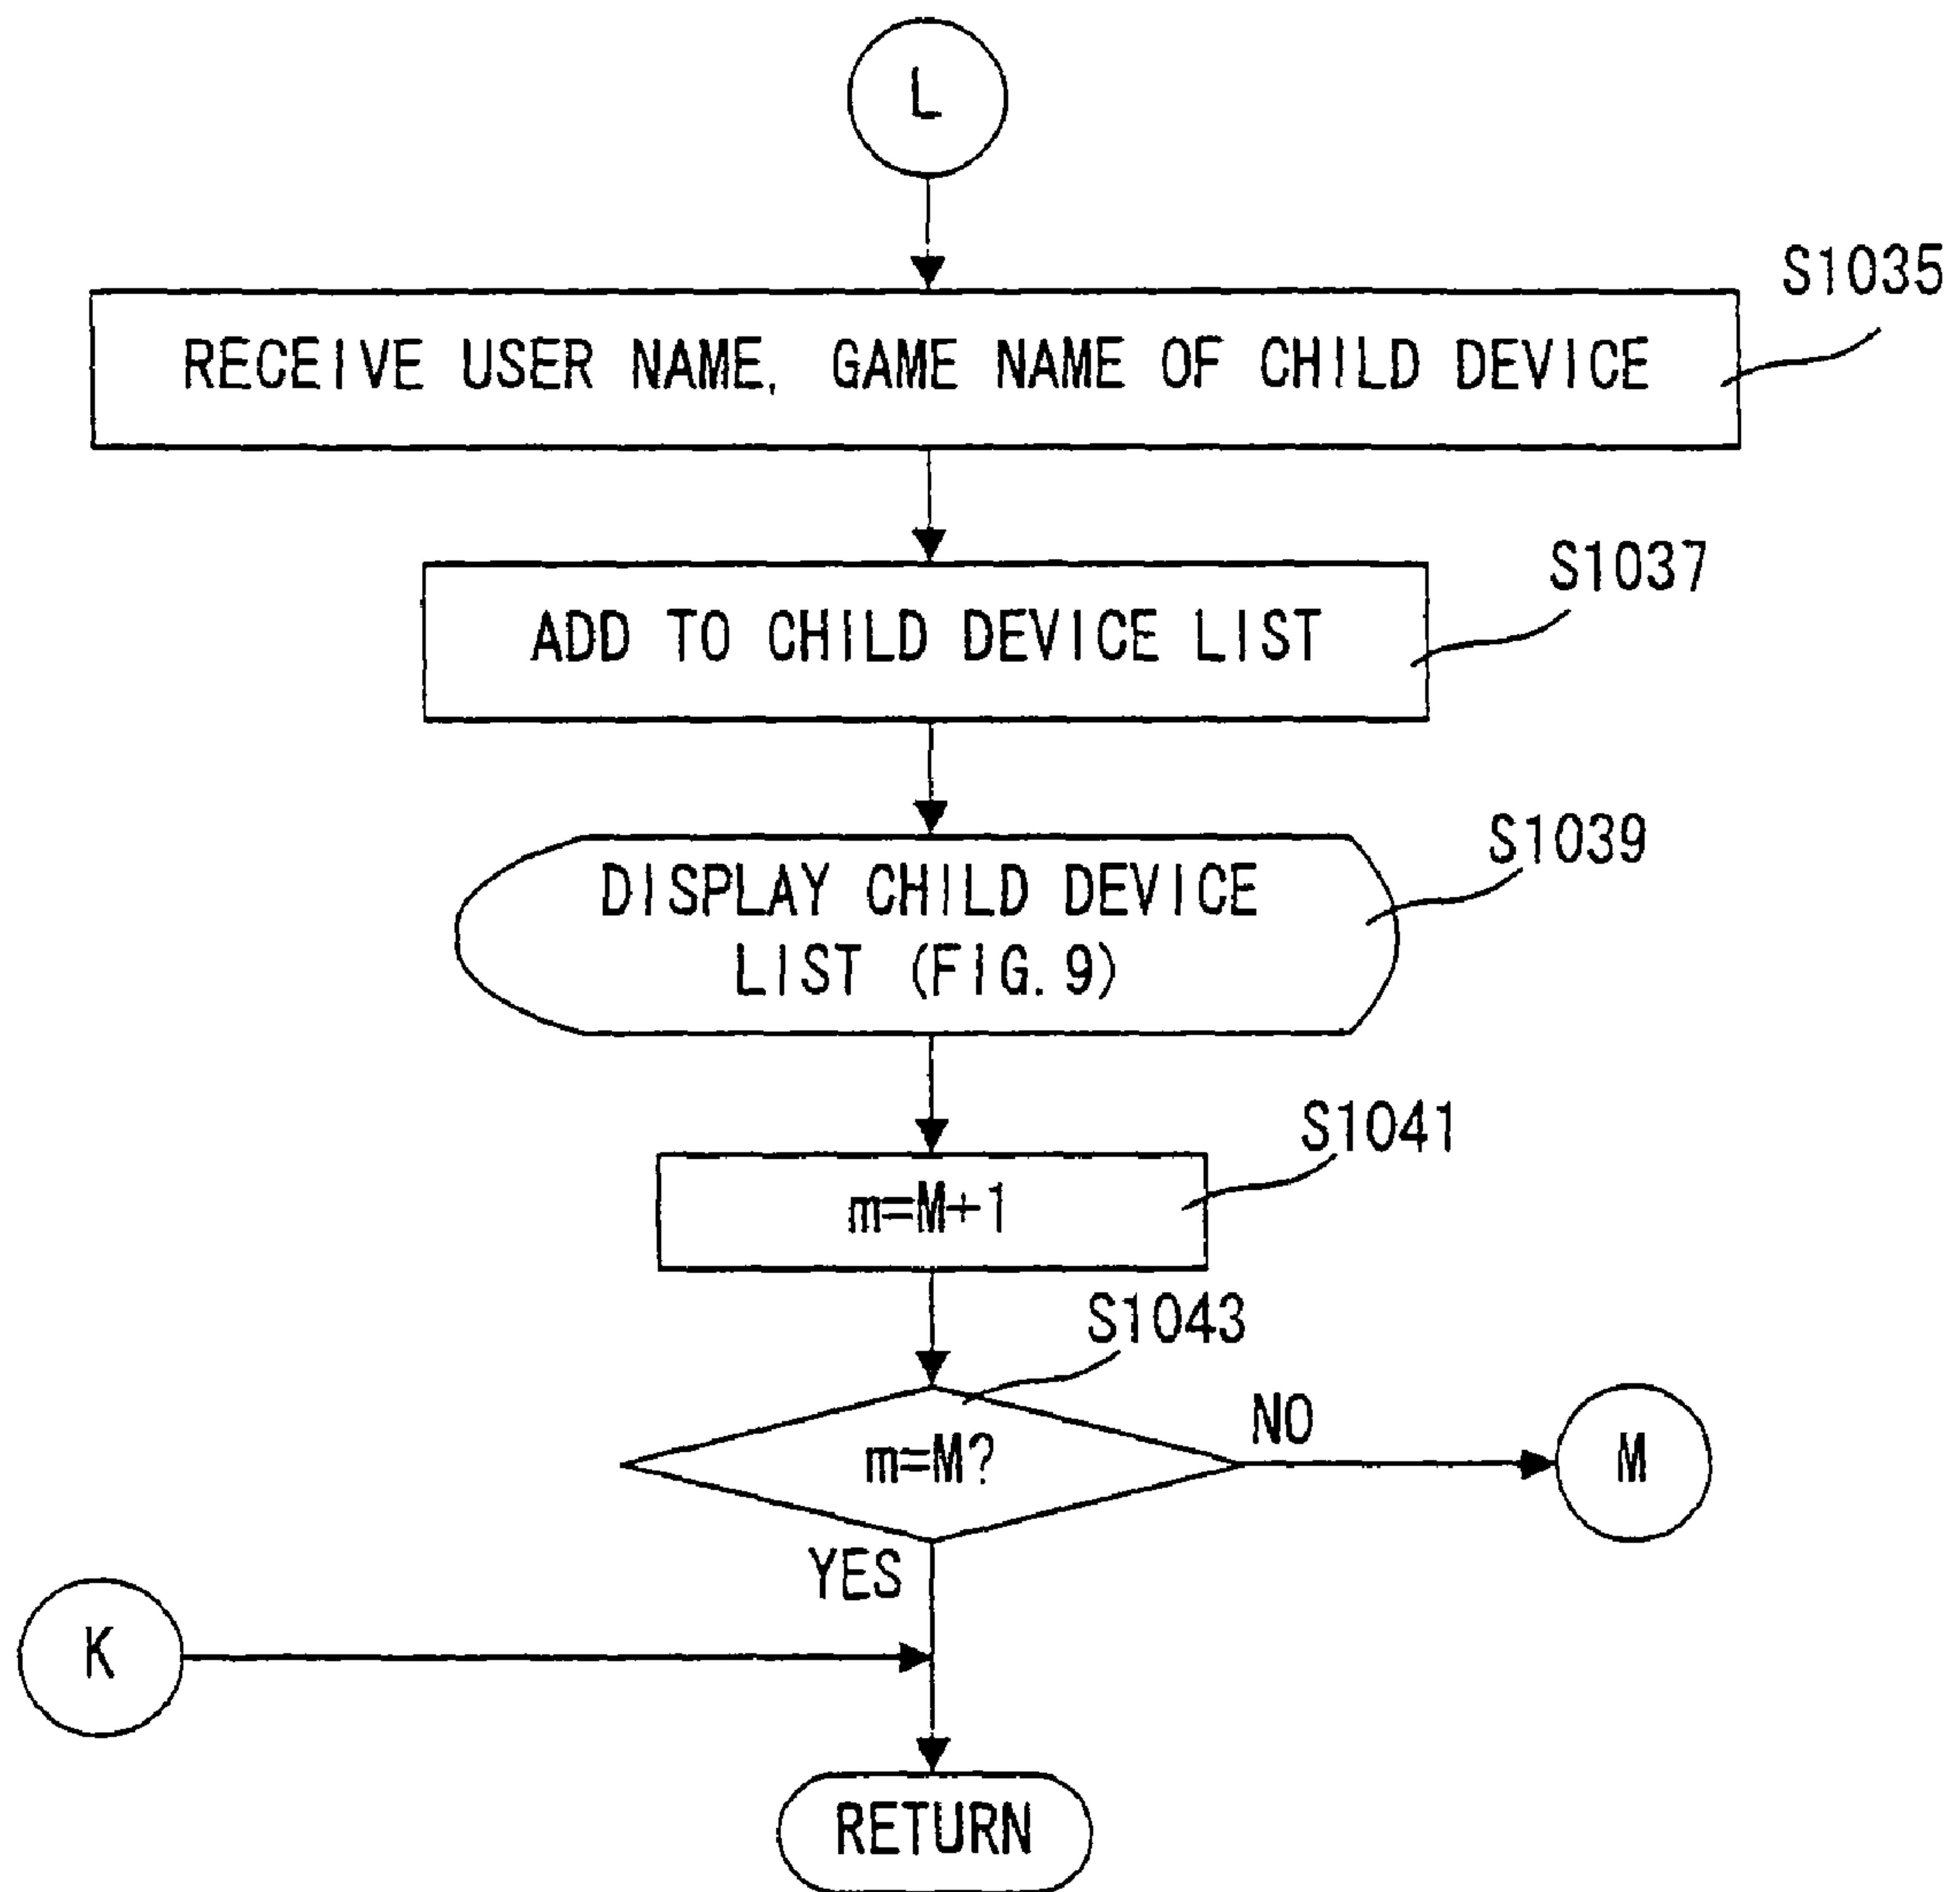 L
S1035
RECEIVE USER NAME, GAME NAME OF CHILD DEVICE
S1037
ADD TO CHILD DEVICE LIST
S1039
DISPLAY CHILD DEVICE
LIST (FIG. 9)
S1041
m=M+1
S1043
m=M?
NO
M
YES
K
RETURN